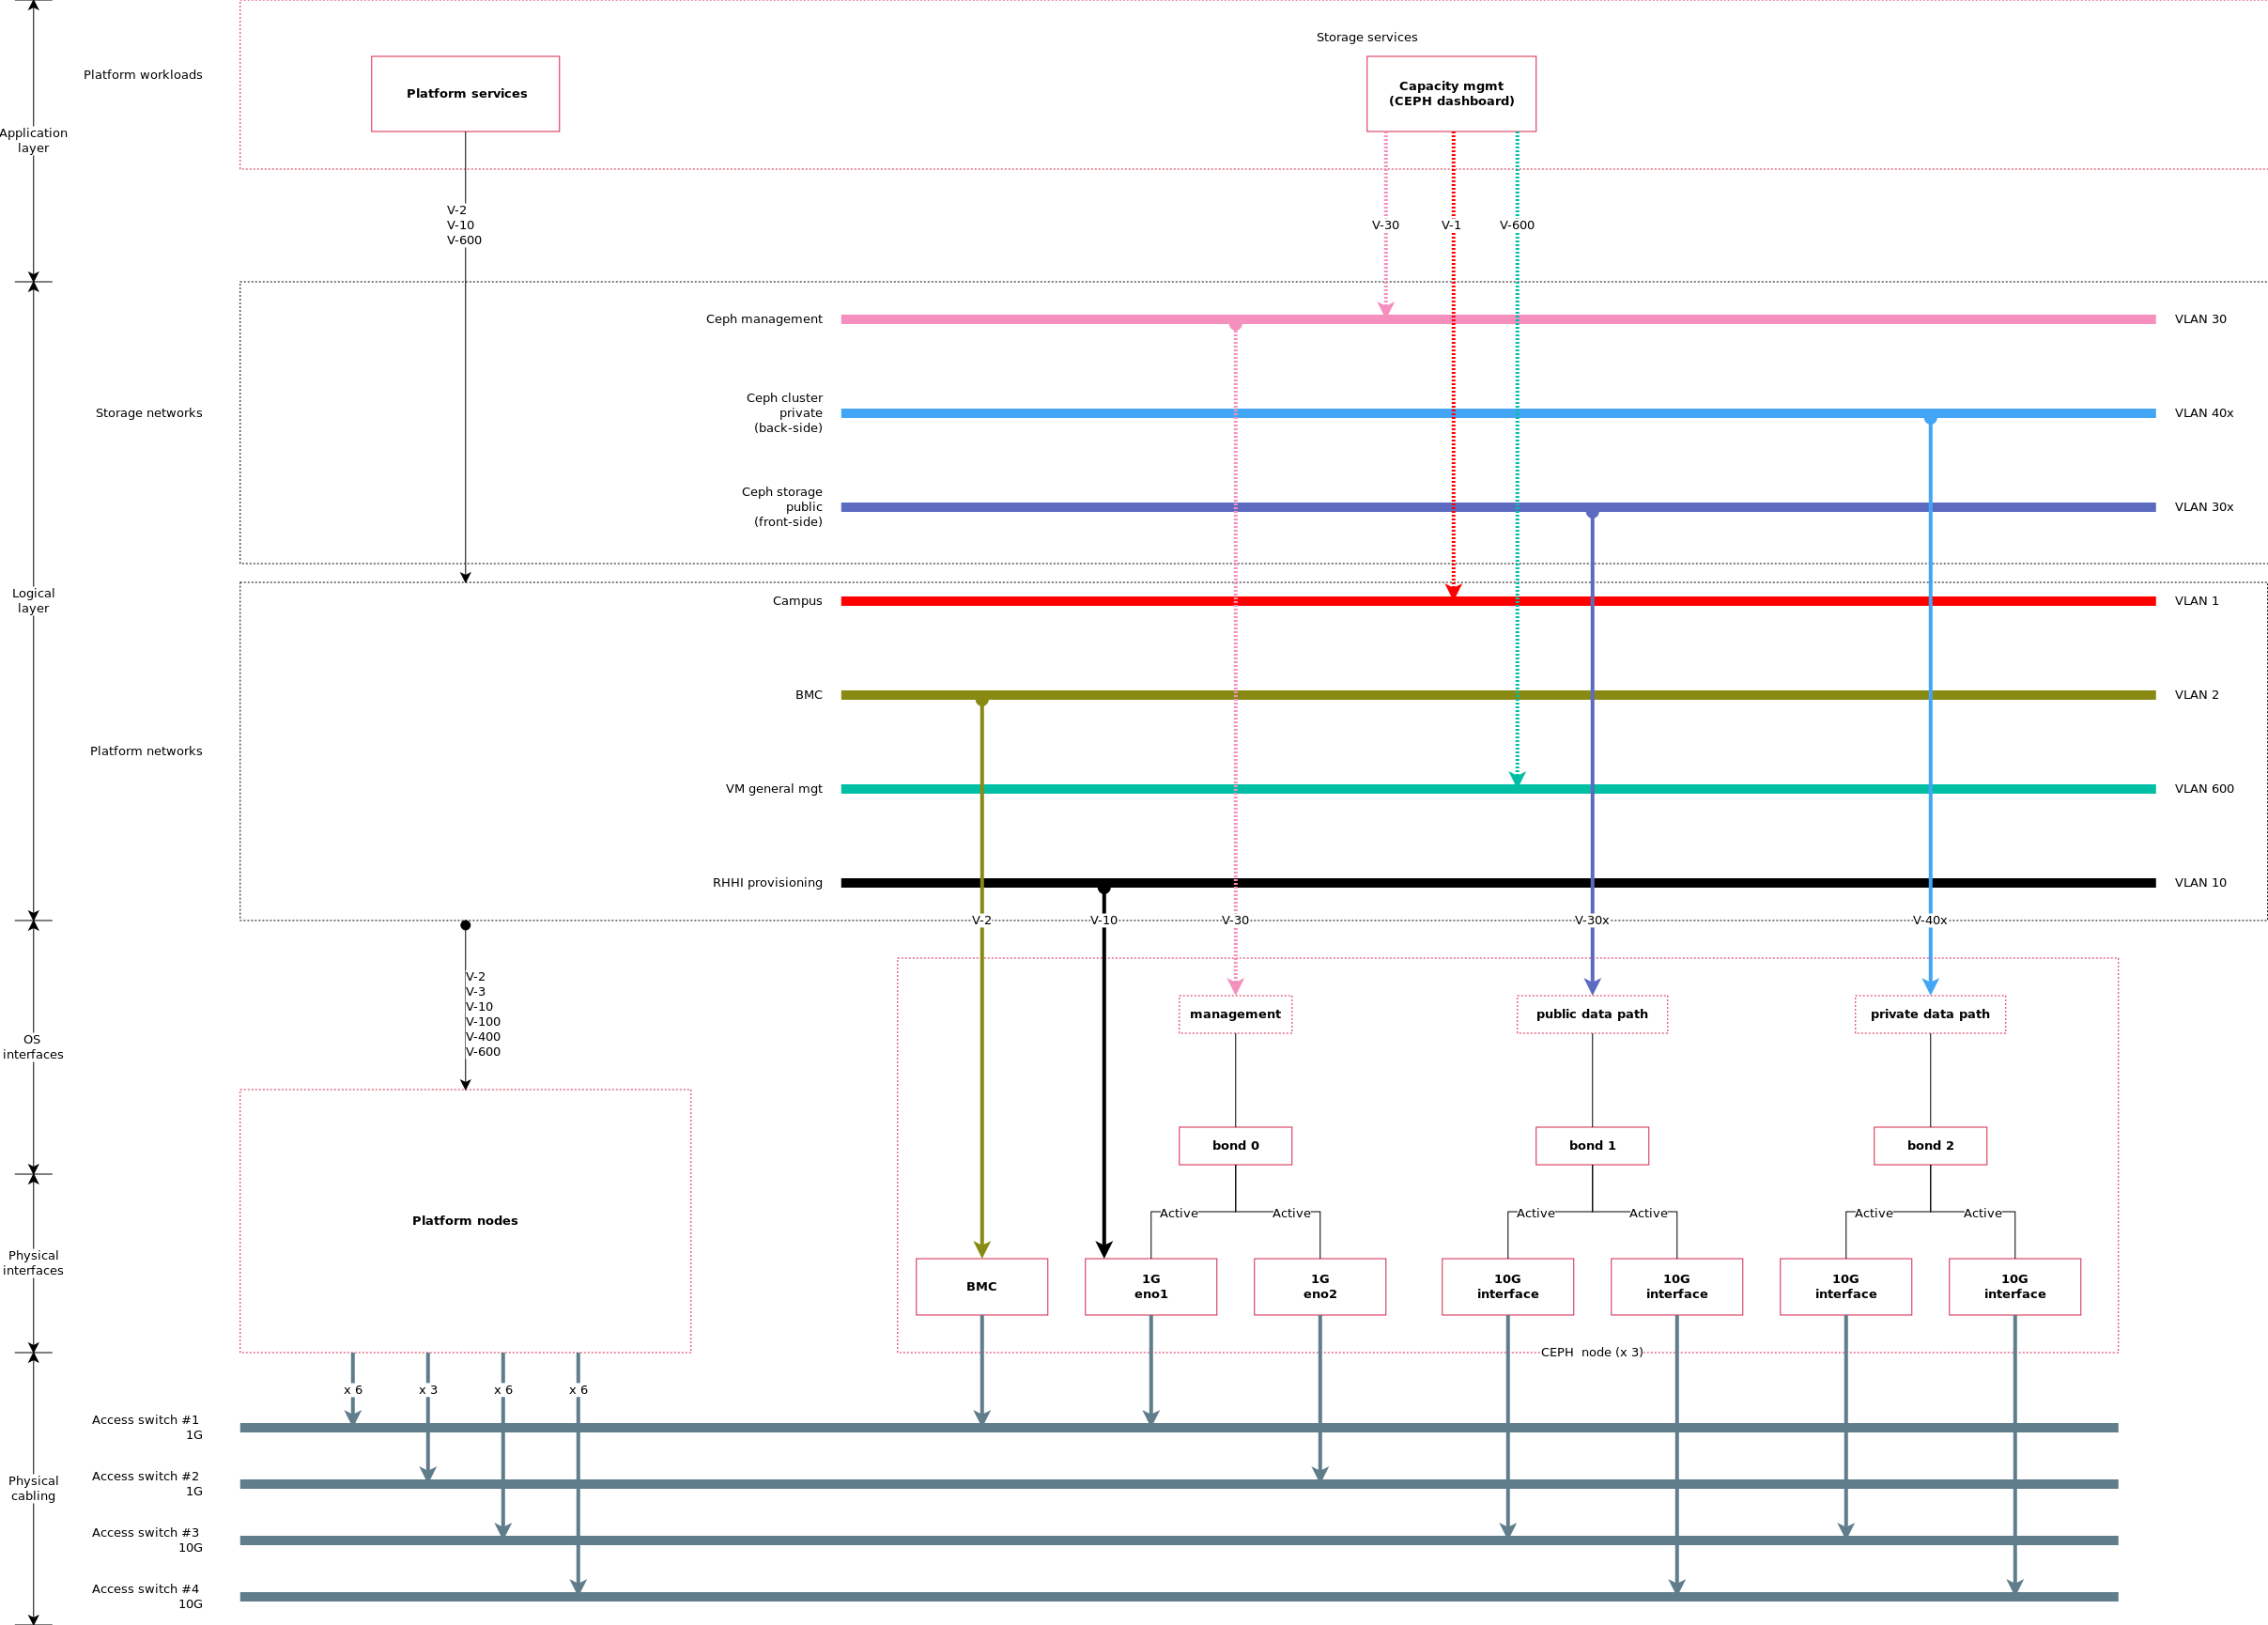 Storage services
Platform workloads
Platform services
Capacity mgmt
(CEPH dashboard)
Application
layer
V-2
V-10
V-600
V-30
V-1
V-600
Ceph management
VLAN 30
Storage networks
Ceph cluster
private
(back-side)
VLAN 40x
Ceph storage
public
(front-side)
VLAN 30x
Logical
layer
Campus
VLAN 1
BMC
VLAN 2
Platform networks
VM general mgt
VLAN 600
RHHI provisioning
VLAN 10
V-2
V-10
V-30
V-30x
V-40x
V-2
V-3
V-10
V-100
V-400
V-600
OS
interfaces
management
public data path
private data path
bond 0
bond 1
bond 2
Active
Active
Active
Active
Active
Active
Platform nodes
Physical
interfaces
BMC
1G
eno1
1G
eno2
10G
interface
10G
interface
10G
interface
10G
interface
CEPH  node (x 3)
x 6
x 3
x 6
x 6
Access switch #1
1G
Physical
cabling
Access switch #2
1G
Access switch #3
10G
Access switch #4
10G